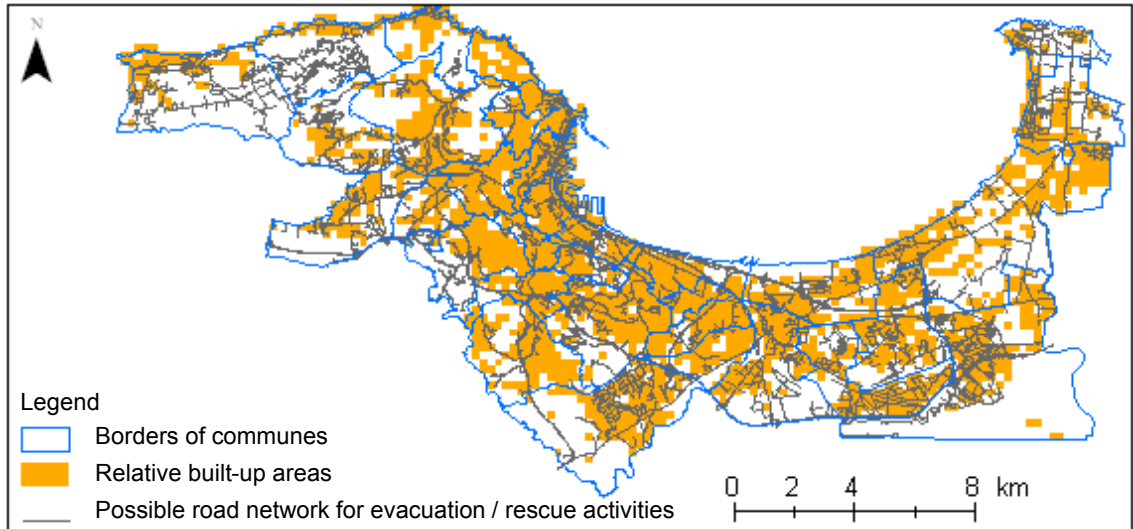 N
Legend
Borders of communes
Relative built-up areas
Possible road network for evacuation / rescue activities
0 2 4 8 km